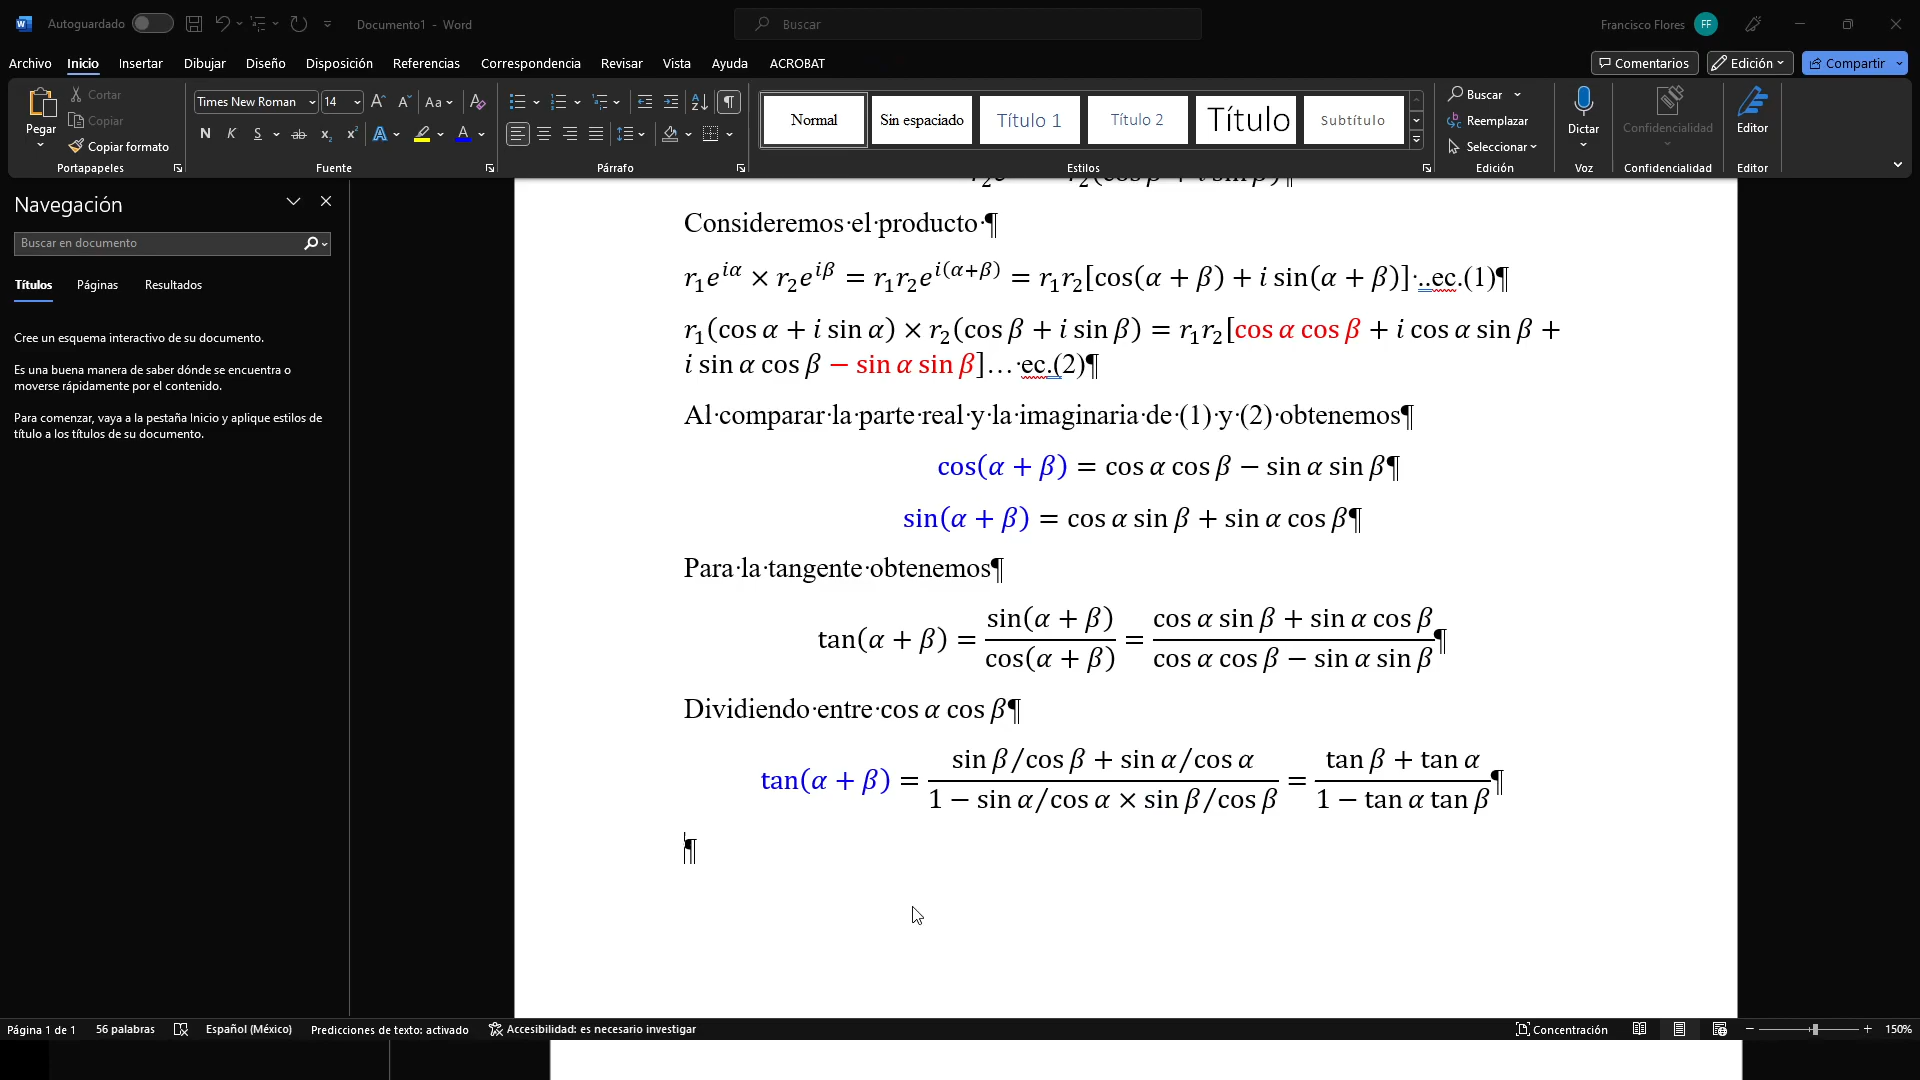 Autoguardado
Documento1 - Word
Buscar
Francisco Flores FF
Archivo Inicio Insertar Dibujar Diseño Disposición Referencias Correspondencia Revisar Vista Ayuda ACROBAT
Comentarios Edición Compartir
Pegar
Cortar
Copiar
Copiar formato
Portapapeles
Times New Roman 14
N K S ab x₂ x² A A
Fuente
Párrafo
Normal Sin espaciado Título 1 Título 2 Título Subtítulo
Estilos
Buscar
Reemplazar
Seleccionar
Edición
Dictar
Voz
Confidencialidad
Confidencialidad
Editor
Editor
Navegación
Buscar en documento
Títulos Páginas Resultados
Cree un esquema interactivo de su documento.
Es una buena manera de saber dónde se encuentra o
moverse rápidamente por el contenido.
Para comenzar, vaya a la pestaña Inicio y aplique estilos de
título a los títulos de su documento.
Consideremos·el·producto·¶
r₁e^{iα} × r₂e^{iβ} = r₁r₂e^{i(α+β)} = r₁r₂[cos(α + β) + i sin(α + β)]·..ec.(1)¶
r₁(cos α + i sin α) × r₂(cos β + i sin β) = r₁r₂[cos α cos β + i cos α sin β +
i sin α cos β − sin α sin β]…·ec.(2)¶
Al·comparar·la·parte·real·y·la·imaginaria·de·(1)·y·(2)·obtenemos¶
cos(α + β) = cos α cos β − sin α sin β¶
sin(α + β) = cos α sin β + sin α cos β¶
Para·la·tangente·obtenemos¶
tan(α + β) = sin(α + β)/cos(α + β) = (cos α sin β + sin α cos β)/(cos α cos β − sin α sin β)¶
Dividiendo·entre·cos α cos β¶
tan(α + β) = (sin β/cos β + sin α/cos α)/(1 − sin α/cos α × sin β/cos β) = (tan β + tan α)/(1 − tan α tan β)¶
¶
Página 1 de 1 56 palabras Español (México) Predicciones de texto: activado Accesibilidad: es necesario investigar
Concentración 150%